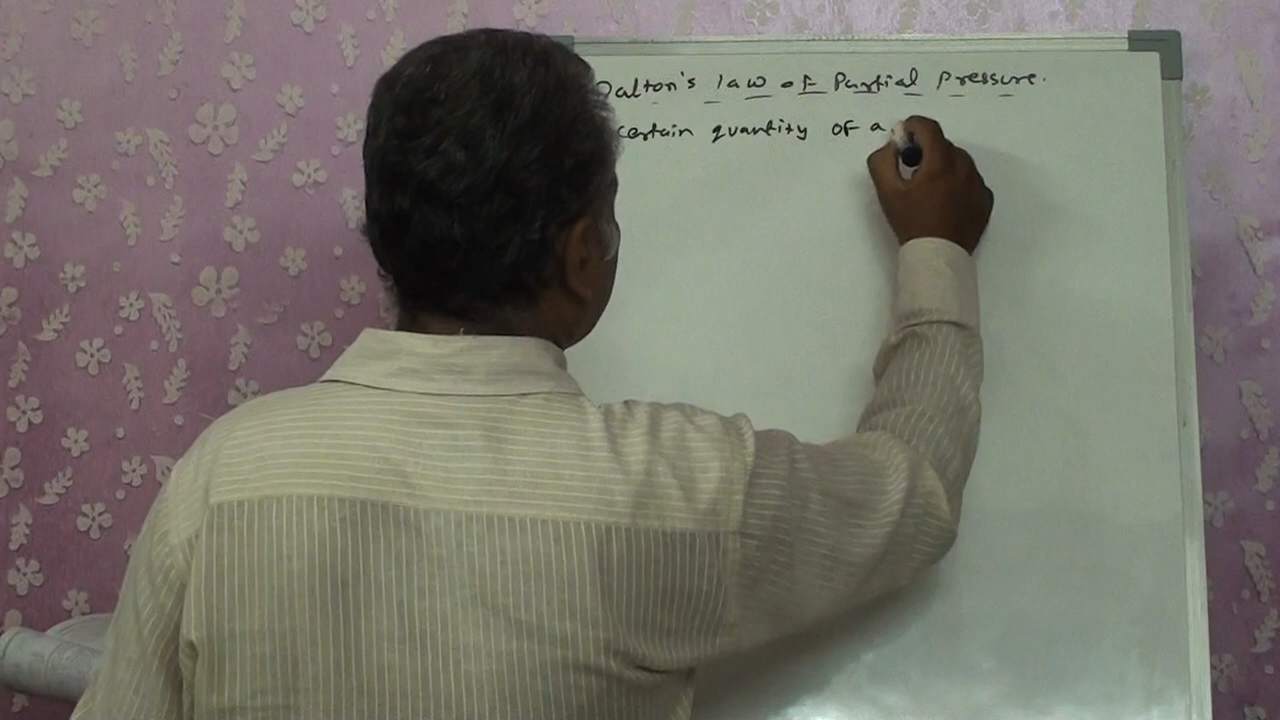 Dalton's law of Partial Pressure.
certain quantity of a